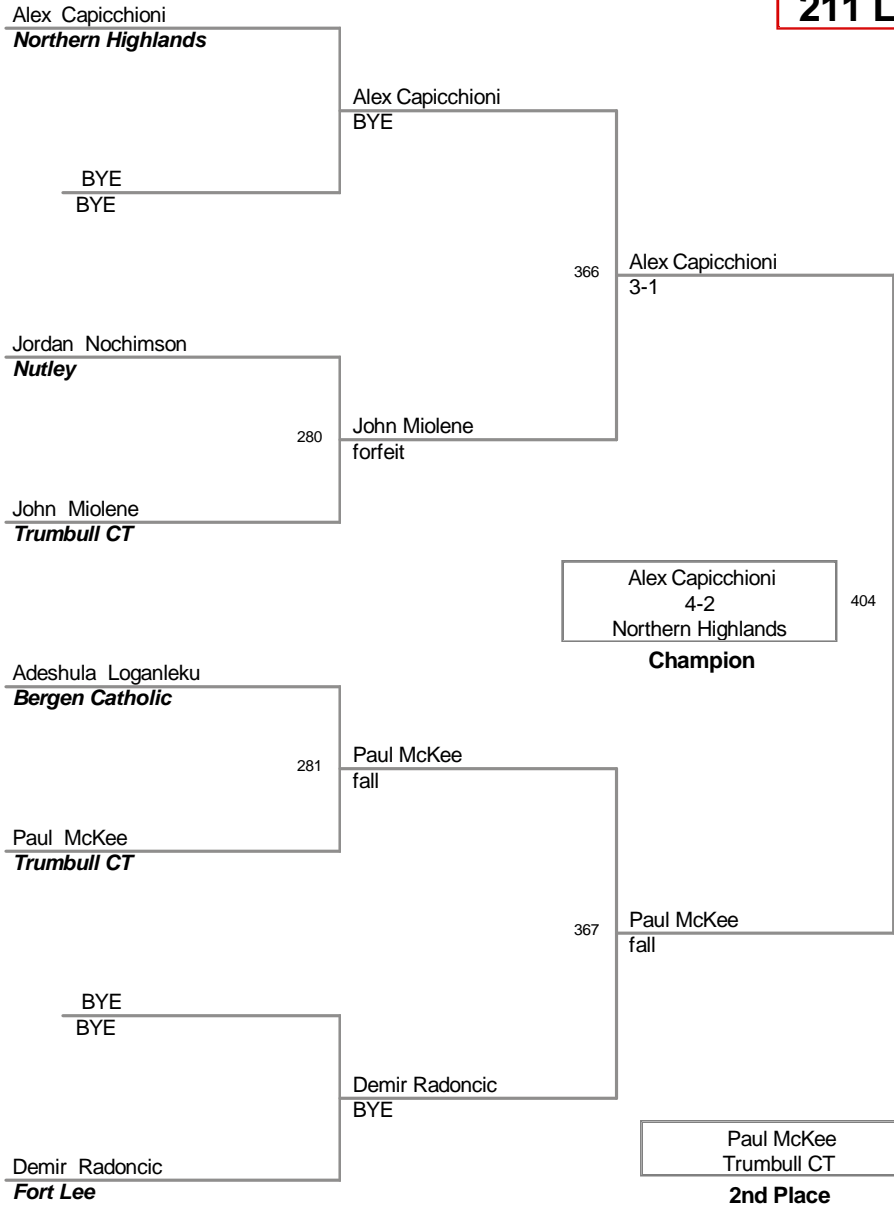 211 L
Alex Capicchioni
Northern Highlands
Alex Capicchioni
BYE
BYE
BYE
366
Alex Capicchioni
3-1
Jordan Nochimson
Nutley
280
John Miolene
forfeit
John Miolene
Trumbull CT
Alex Capicchioni
4-2
Northern Highlands
404
Champion
Adeshula Loganleku
Bergen Catholic
281
Paul McKee
fall
Paul McKee
Trumbull CT
367
Paul McKee
fall
BYE
BYE
Demir Radoncic
BYE
Demir Radoncic
Fort Lee
Paul McKee
Trumbull CT
2nd Place